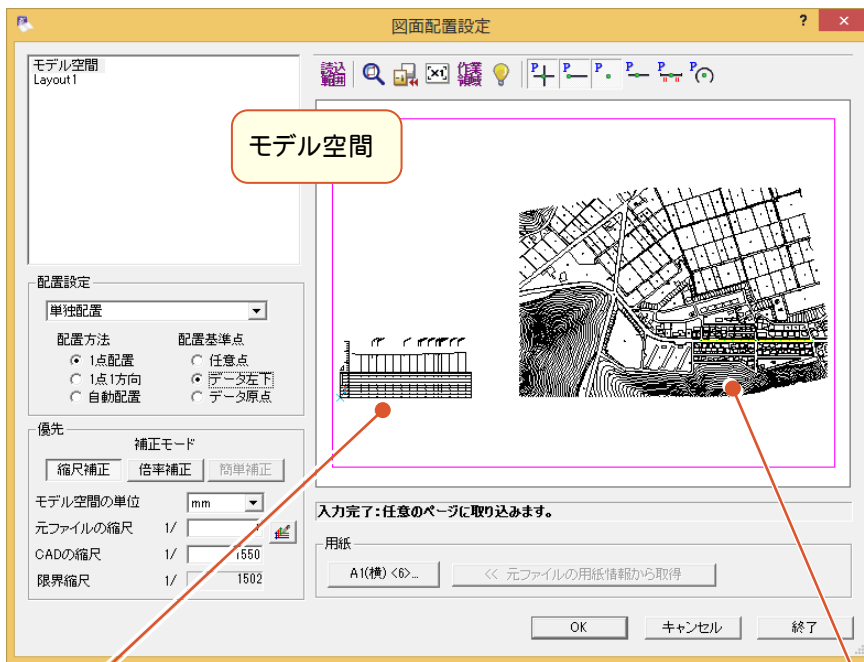 図面配置設定
? ×
モデル空間
Layout1
読込
範囲
[×1]
作業
領域
P P P P P P
モデル空間
配置設定
単独配置
配置方法 配置基準点
1点配置 任意点
1点1方向 データ左下
自動配置 データ原点
優先
補正モード
縮尺補正 倍率補正 簡単補正
モデル空間の単位 mm
元ファイルの縮尺 1/
CADの縮尺 1/ 1550
限界縮尺 1/ 1502
入力完了:任意のページに取り込みます。
用紙
A1(横) <6>... << 元ファイルの用紙情報から取得
OK キャンセル 終了